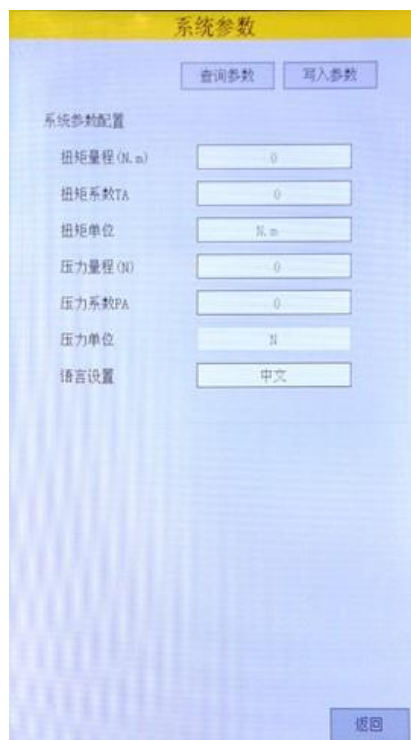 系统参数
查询参数 写入参数
系统参数配置
扭矩量程(N.m) 0
扭矩系数TA 0
扭矩单位 N.m
压力量程(N) 0
压力系数PA 0
压力单位 N
语言设置 中文
返回